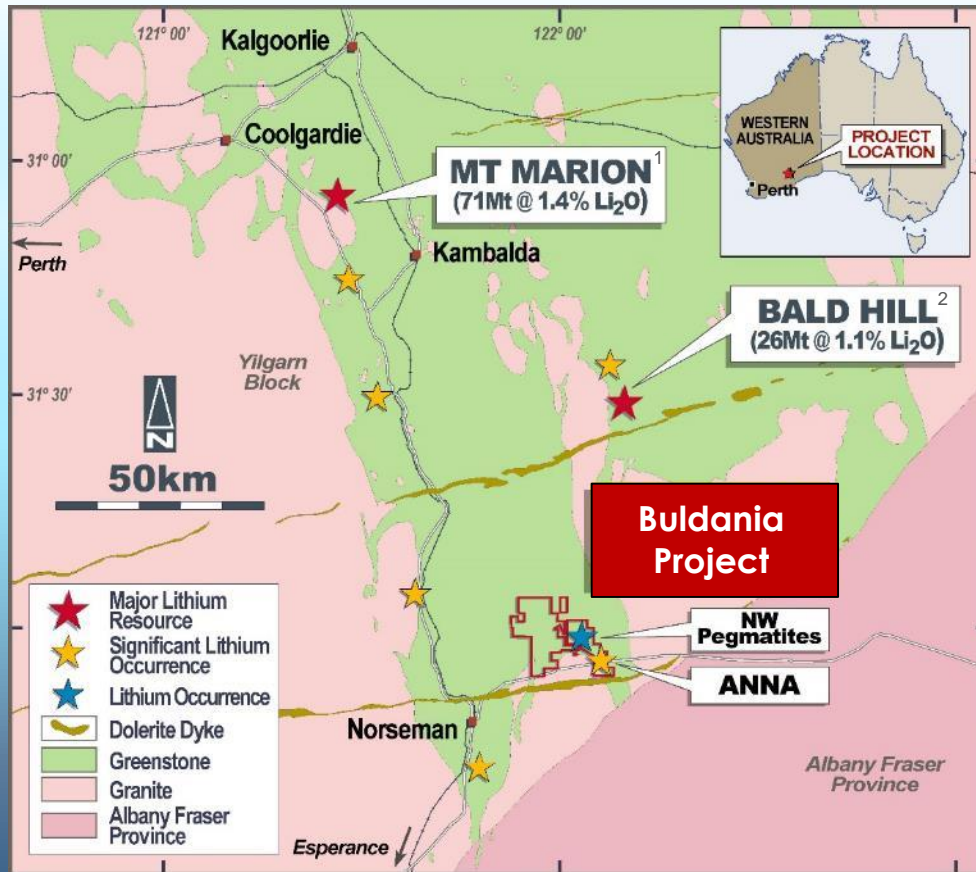 121° 00'
122° 00'
Kalgoorlie
Coolgardie
31° 00'
MT MARION1
(71Mt @ 1.4% Li2O)
WESTERN
AUSTRALIA
PROJECT
LOCATION
Perth
Perth
Kambalda
BALD HILL2
(26Mt @ 1.1% Li2O)
Yilgarn
Block
31° 30'
N
50km
Buldania
Project
Major Lithium
Resource
Significant Lithium
Occurrence
Lithium Occurrence
Dolerite Dyke
Greenstone
Granite
Albany Fraser
Province
NW
Pegmatites
ANNA
Norseman
Albany Fraser
Province
Esperance